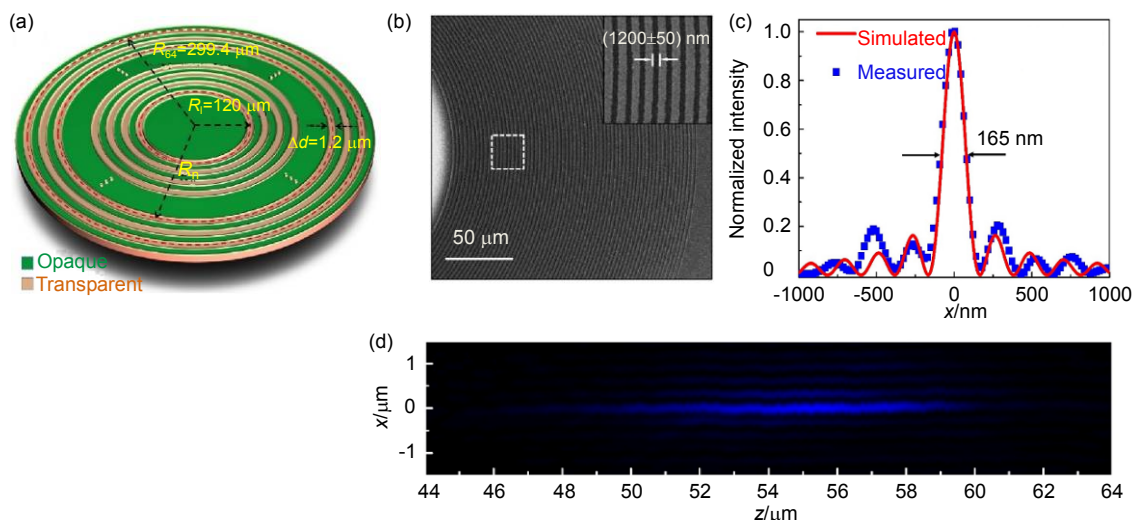 (a)
R64=299.4 μm
Rl=120 μm
Δd=1.2 μm
Rn
Opaque
Transparent
(b)
(1200±50) nm
50 μm
(c)
Simulated
Measured
165 nm
Normalized intensity
1.0
0.8
0.6
0.4
0.2
0
-1000
-500
0
500
1000
x/nm
(d)
x/μm
1
0
-1
44
46
48
50
52
54
56
58
60
62
64
z/μm